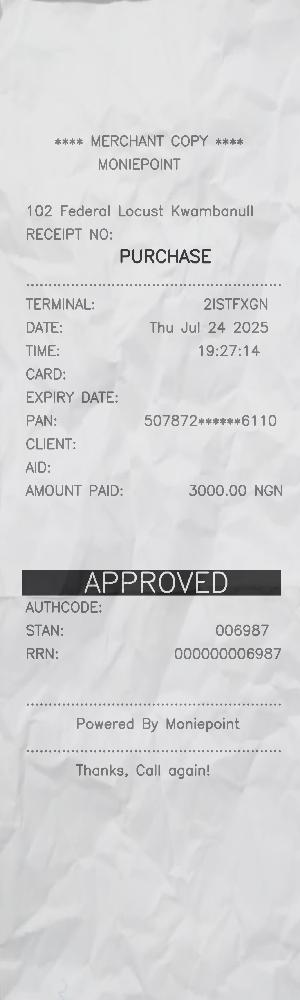 **** MERCHANT COPY ****
MONIEPOINT
102 Federal Locust Kwambanull
RECEIPT NO:
PURCHASE
TERMINAL: 2ISTFXGN
DATE: Thu Jul 24 2025
TIME: 19:27:14
CARD:
EXPIRY DATE:
PAN: 507872******6110
CLIENT:
AID:
AMOUNT PAID: 3000.00 NGN
APPROVED
AUTHCODE:
STAN: 006987
RRN: 000000006987
Powered By Moniepoint
Thanks, Call again!